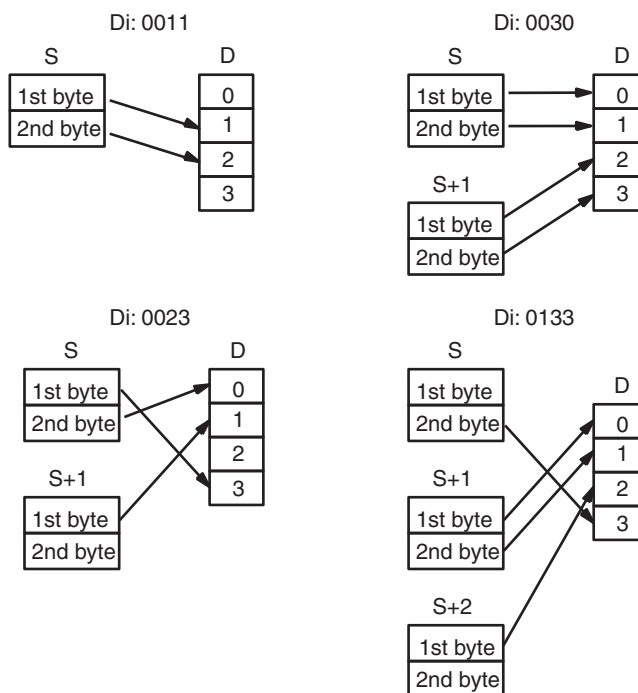 Di: 0011
S
D
1st byte
2nd byte
0
1
2
3
Di: 0030
S
D
1st byte
2nd byte
S+1
1st byte
2nd byte
0
1
2
3
Di: 0023
S
D
1st byte
2nd byte
S+1
1st byte
2nd byte
0
1
2
3
Di: 0133
S
D
1st byte
2nd byte
S+1
1st byte
2nd byte
S+2
1st byte
2nd byte
0
1
2
3